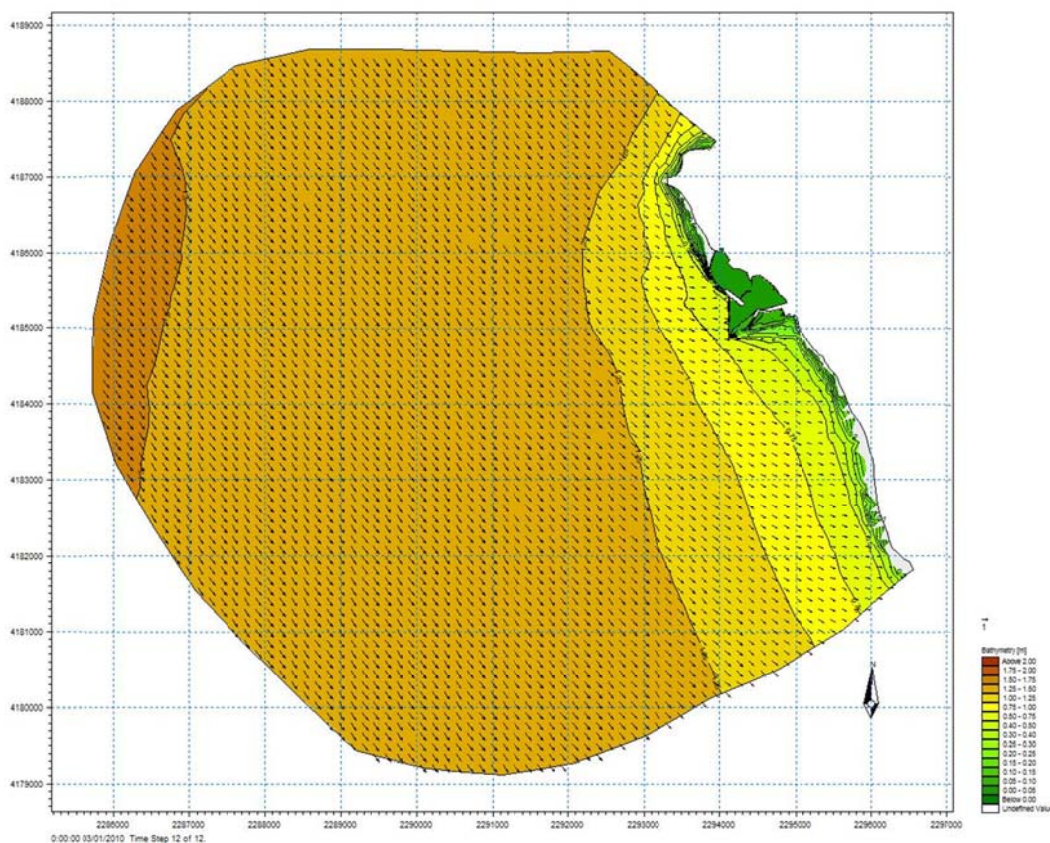 4189000
4188000
4187000
4186000
4185000
4184000
4183000
4182000
4181000
4180000
4179000
2286000 2287000 2288000 2289000 2290000 2291000 2292000 2293000 2294000 2295000 2296000 2297000
0:00:00 03/01/2010 Time Step 12 of 12.
N
1
Bathymetry [m]
Above 2.00
1.75 - 2.00
1.50 - 1.75
1.25 - 1.50
1.00 - 1.25
0.75 - 1.00
0.50 - 0.75
0.40 - 0.50
0.30 - 0.40
0.25 - 0.30
0.20 - 0.25
0.15 - 0.20
0.10 - 0.15
0.05 - 0.10
0.00 - 0.05
Below 0.00
Undefined Value